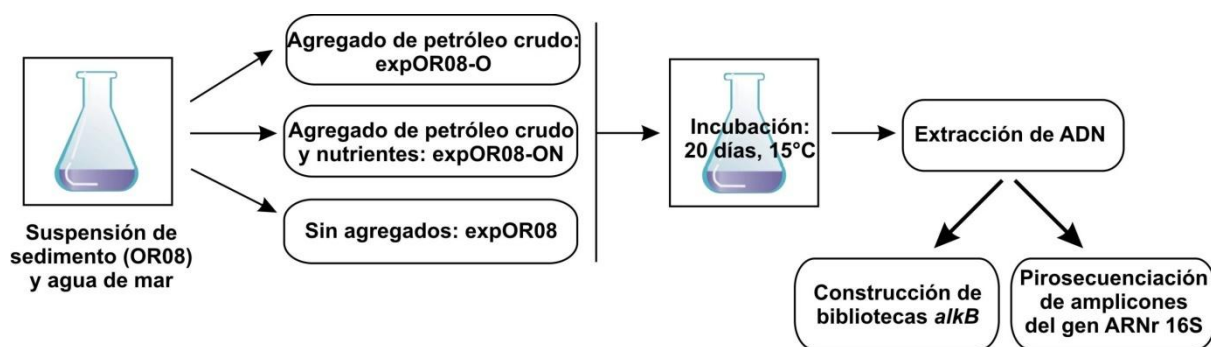 Suspensión de
sedimento (OR08)
y agua de mar
Agregado de petróleo crudo:
expOR08-O
Agregado de petróleo crudo
y nutrientes: expOR08-ON
Sin agregados: expOR08
Incubación:
20 días, 15°C
Extracción de ADN
Construcción de
bibliotecas alkB
Pirosecuenciación
de amplicones
del gen ARNr 16S